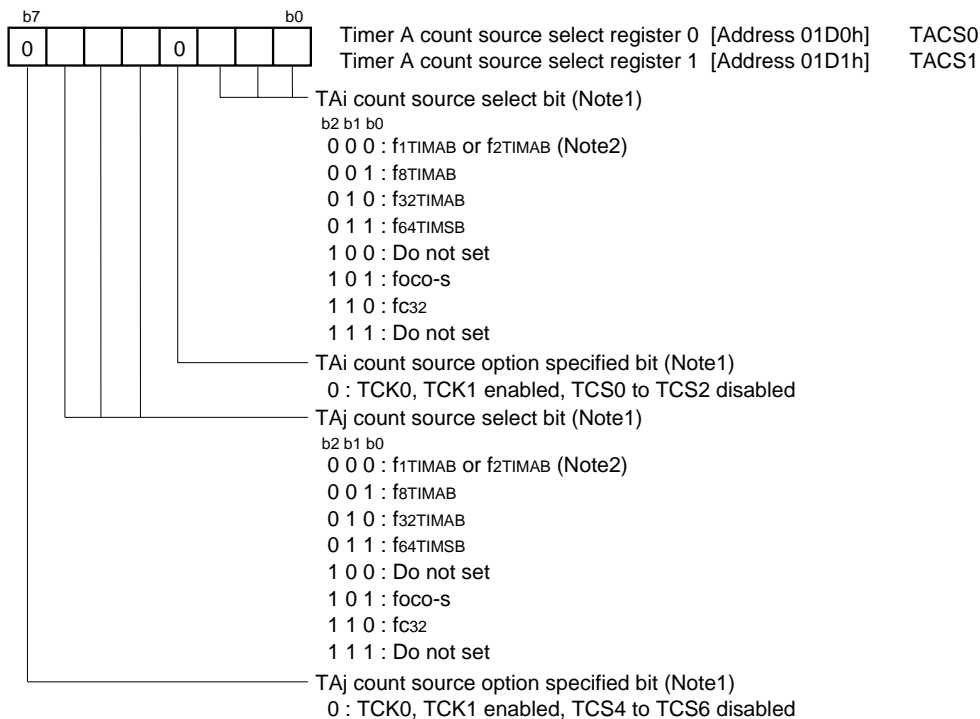 b7 b0
0 0
Timer A count source select register 0 [Address 01D0h] TACS0
Timer A count source select register 1 [Address 01D1h] TACS1
TAi count source select bit (Note1)
b2 b1 b0
0 0 0 : f1TIMAB or f2TIMAB (Note2)
0 0 1 : f8TIMAB
0 1 0 : f32TIMAB
0 1 1 : f64TIMSB
1 0 0 : Do not set
1 0 1 : foco-s
1 1 0 : fc32
1 1 1 : Do not set
TAi count source option specified bit (Note1)
0 : TCK0, TCK1 enabled, TCS0 to TCS2 disabled
TAj count source select bit (Note1)
b2 b1 b0
0 0 0 : f1TIMAB or f2TIMAB (Note2)
0 0 1 : f8TIMAB
0 1 0 : f32TIMAB
0 1 1 : f64TIMSB
1 0 0 : Do not set
1 0 1 : foco-s
1 1 0 : fc32
1 1 1 : Do not set
TAj count source option specified bit (Note1)
0 : TCK0, TCK1 enabled, TCS4 to TCS6 disabled